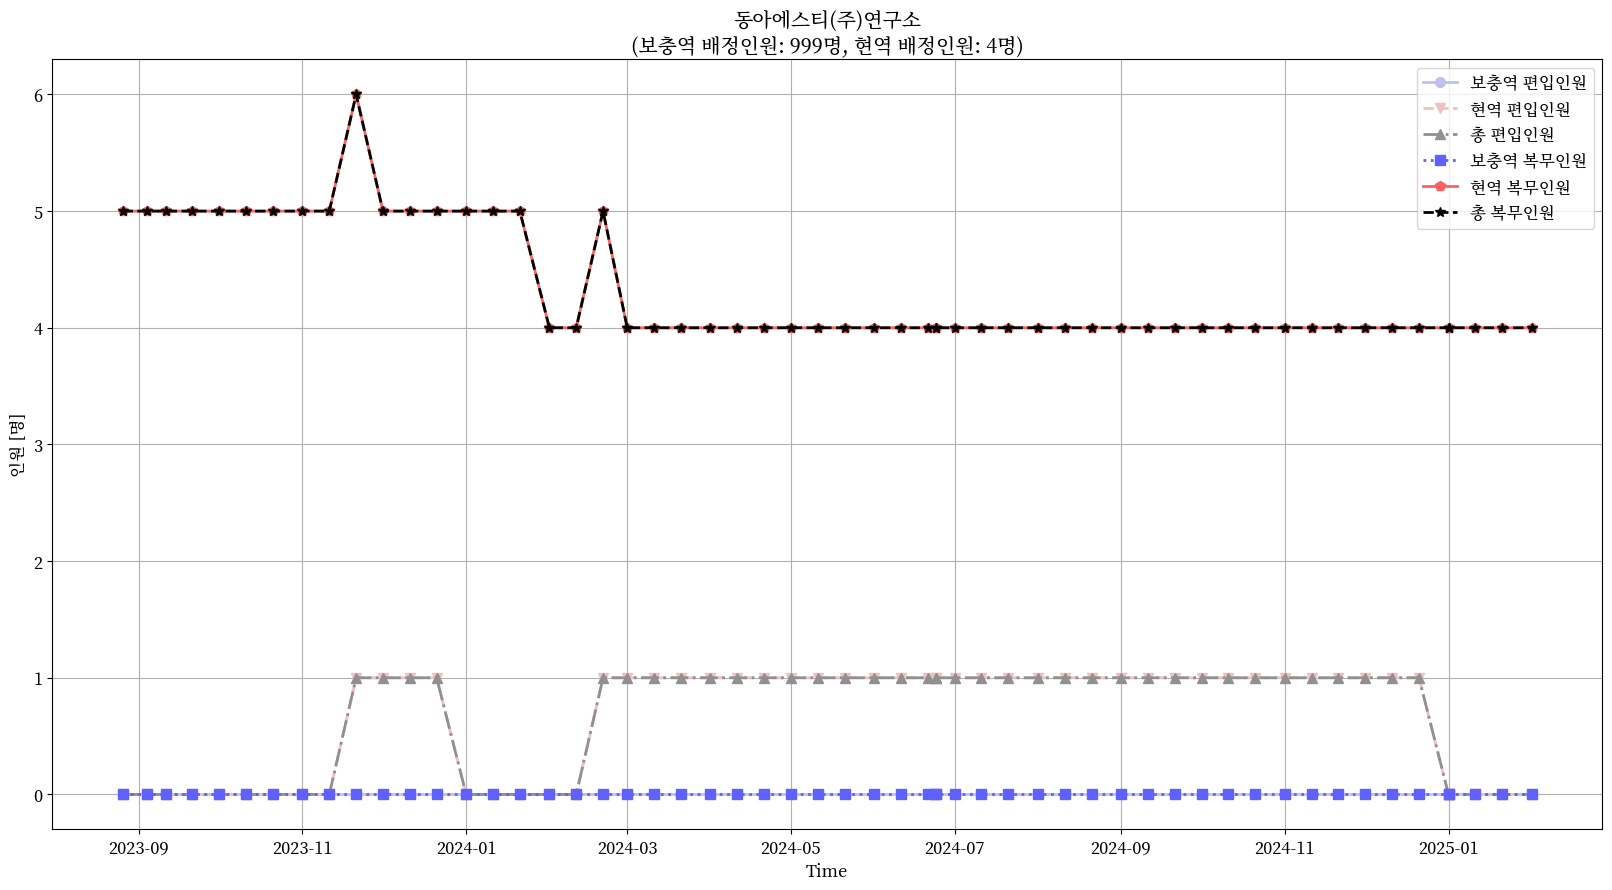 동아에스티(주)연구소
(보충역 배정인원: 999명, 현역 배정인원: 4명)
보충역 편입인원
현역 편입인원
총 편입인원
보충역 복무인원
현역 복무인원
총 복무인원
인원 [명]
6
5
4
3
2
1
0
2023-09
2023-11
2024-01
2024-03
2024-05
2024-07
2024-09
2024-11
2025-01
Time